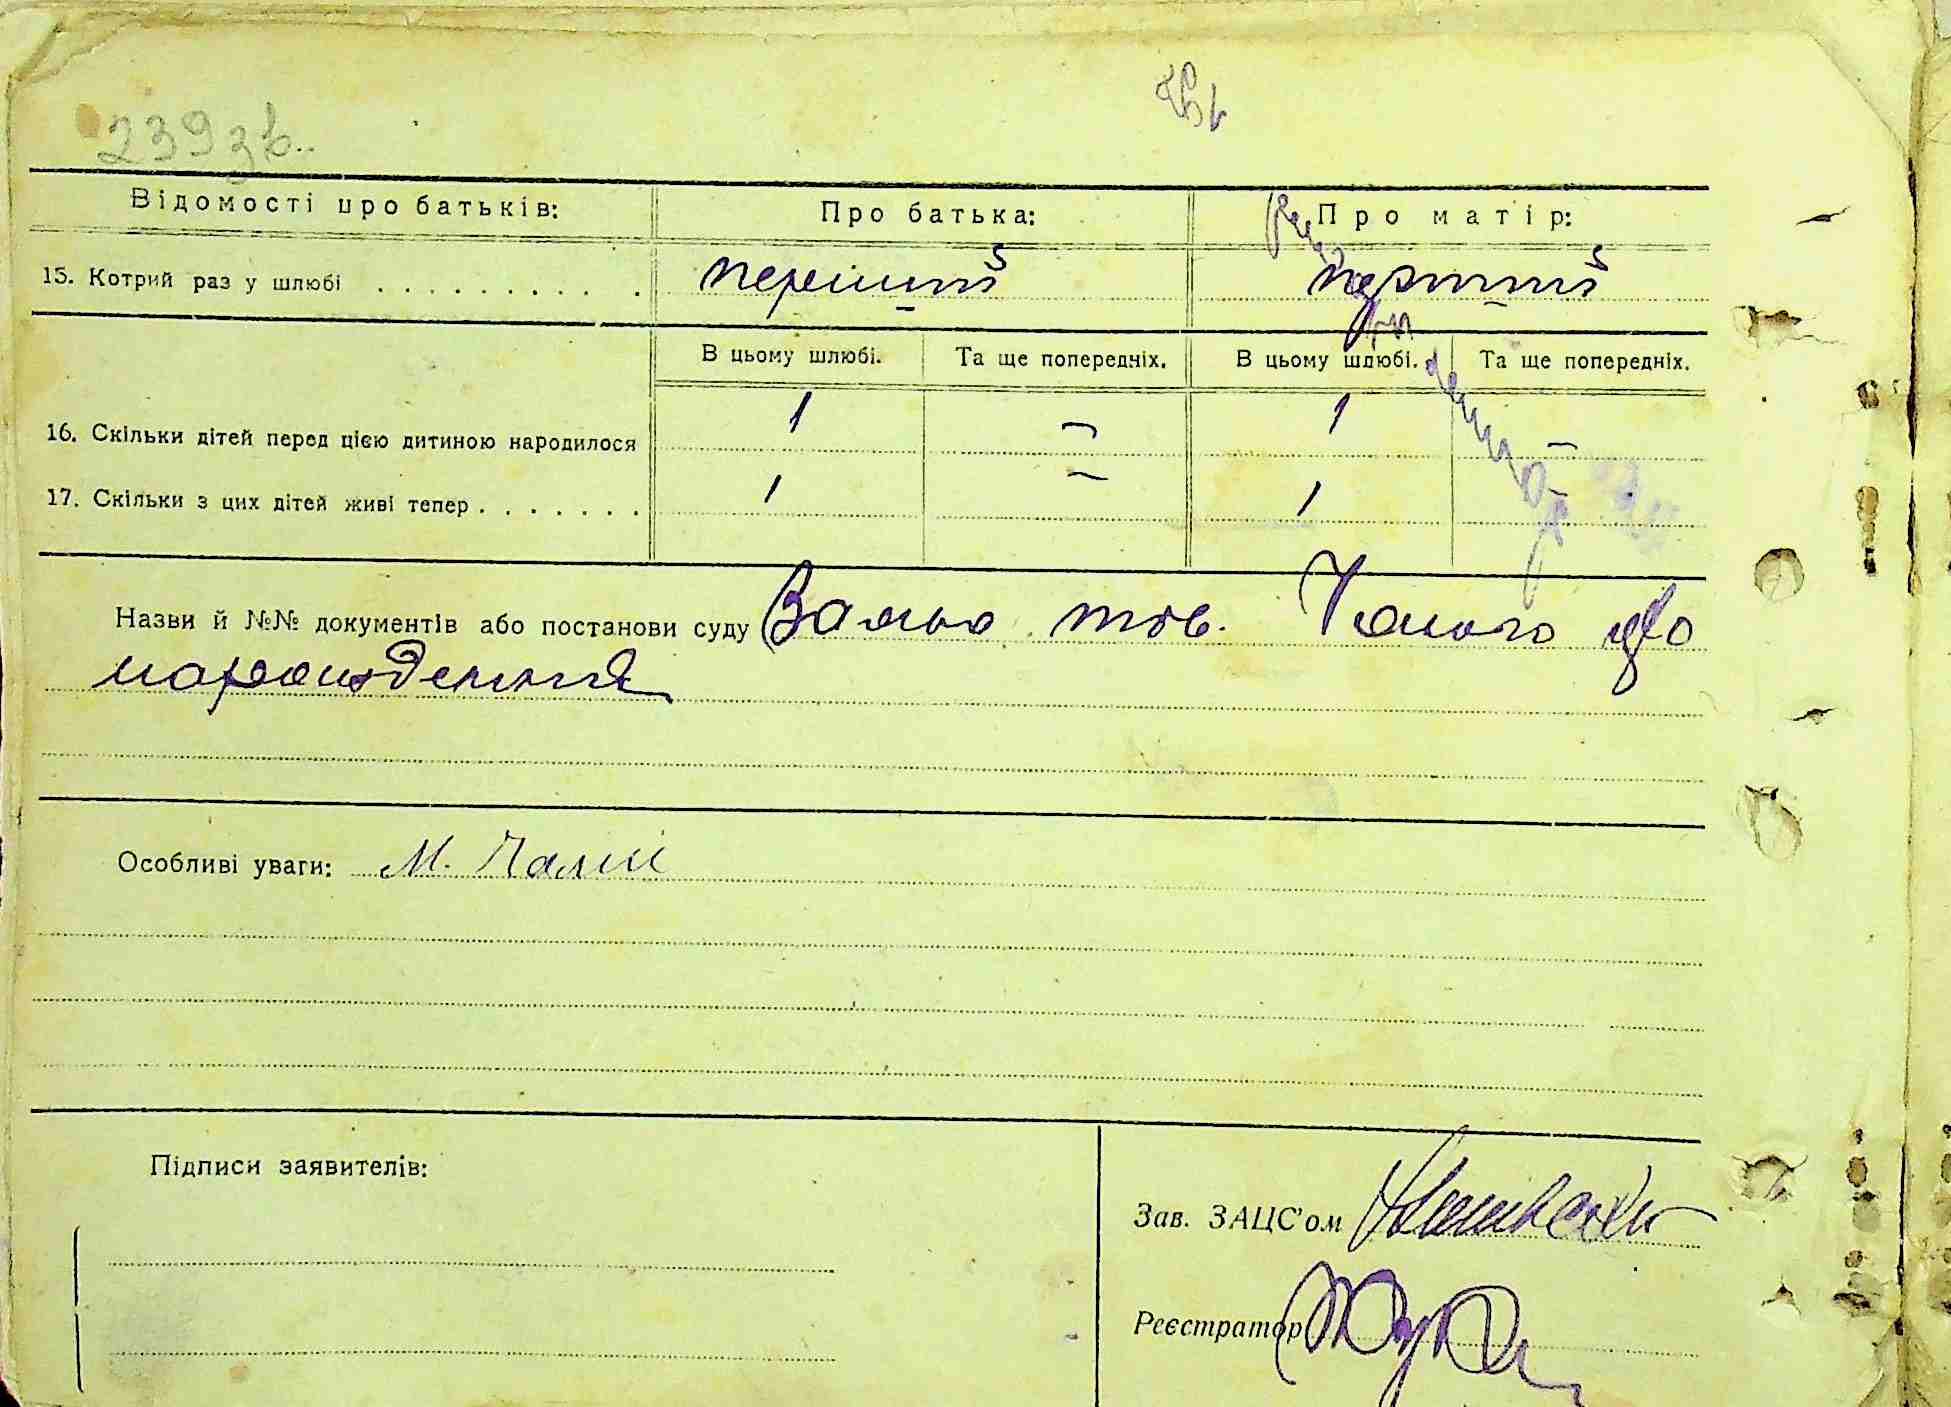 239зв.
Відомості про батьків: Про батька: Про матір:
15. Котрий раз у шлюбі . . . . . . . . . . перший перший
В цьому шлюбі. Та ще попередніх. В цьому шлюбі. Та ще попередніх.
16. Скільки дітей перед цією дитиною народилося 1 — 1 —
17. Скільки з цих дітей живі тепер . . . . . . . 1 — 1 —
Назви й №№ документів або постанови суду тов. Чалого про
нарождения
Особливі уваги: М. Чалий
Підписи заявителів:
Зав. ЗАЦС'ом
Реєстратор